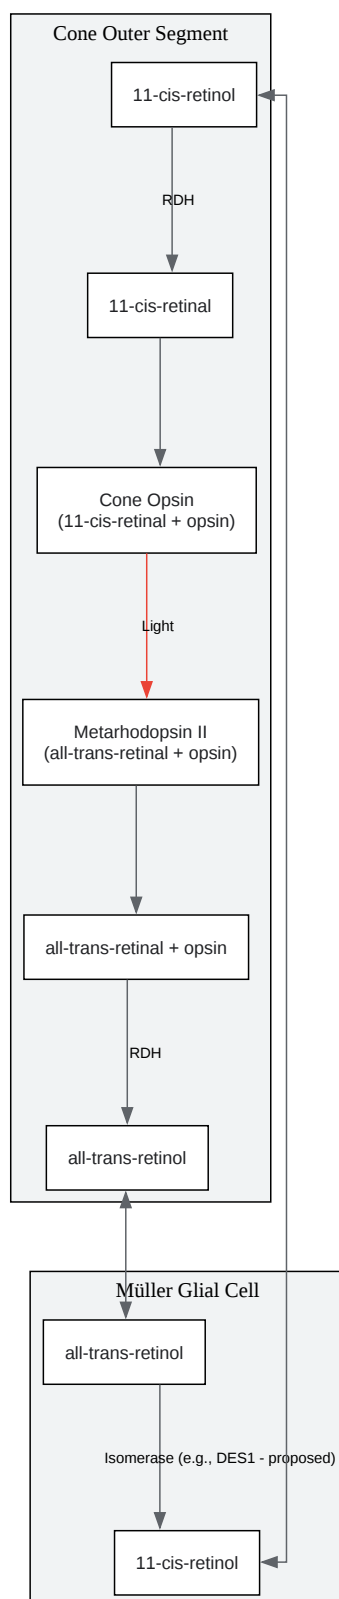 Cone Outer Segment
11-cis-retinol
RDH
11-cis-retinal
Cone Opsin
(11-cis-retinal + opsin)
Light
Metarhodopsin II
(all-trans-retinal + opsin)
all-trans-retinal + opsin
RDH
all-trans-retinol
Müller Glial Cell
all-trans-retinol
Isomerase (e.g., DES1 - proposed)
11-cis-retinol